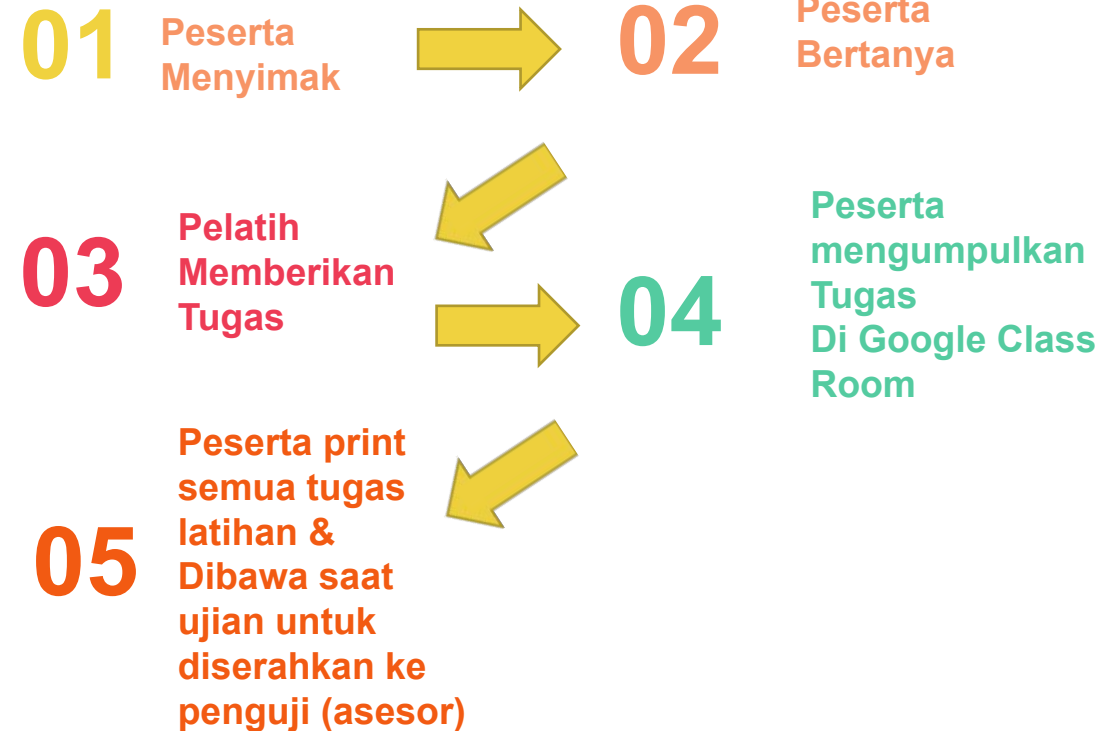 01
Peserta
Menyimak
02
Peserta
Bertanya
03
Pelatih
Memberikan
Tugas
04
Peserta
mengumpulkan
Tugas
Di Google Class
Room
05
Peserta print
semua tugas
latihan &
Dibawa saat
ujian untuk
diserahkan ke
penguji (asesor)